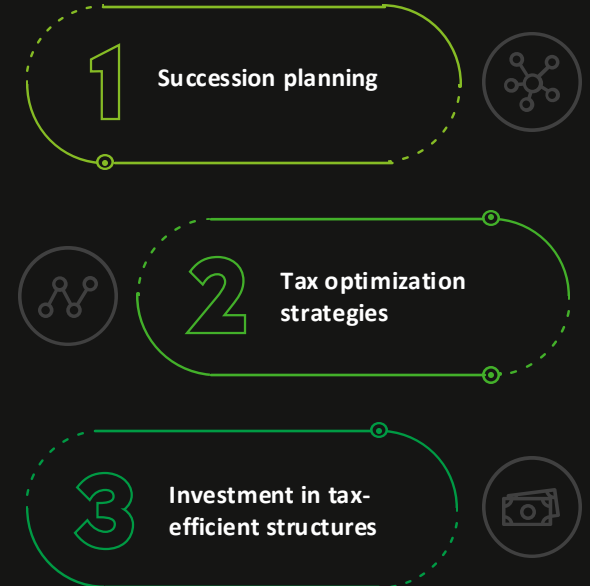 1
Succession planning
2
Tax optimization
strategies
3
Investment in tax-
efficient structures